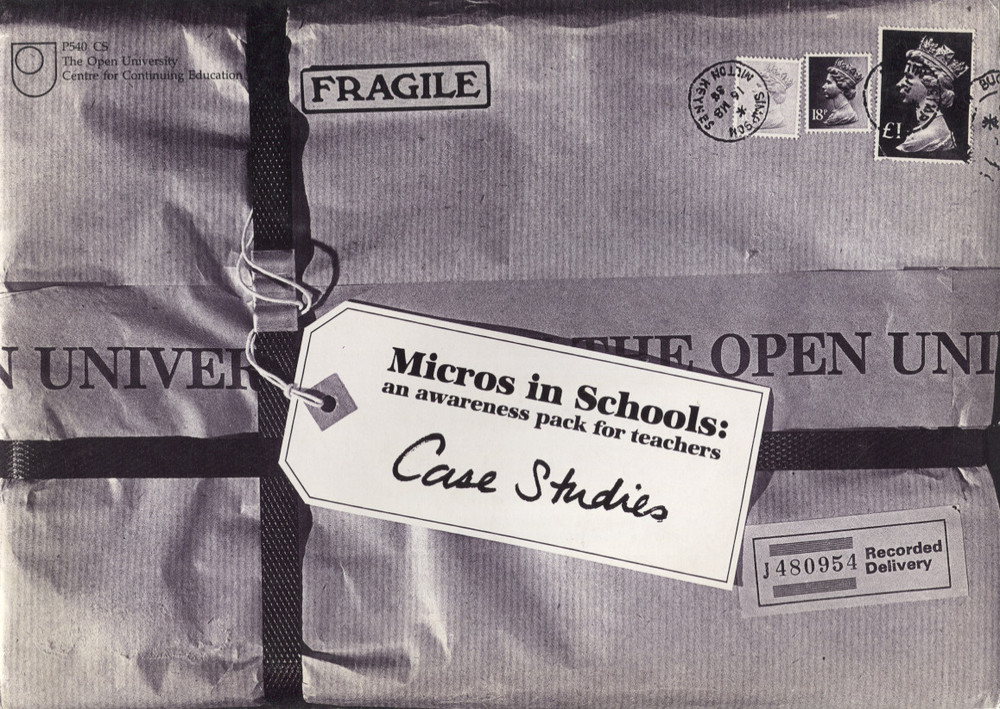 P540 CS
The Open University
Centre for Continuing Education
FRAGILE
SIMPSON
MILTON KEYNES
18P
£1
N UNIVER
THE OPEN UNI
Micros in Schools:
an awareness pack for teachers
Case Studies
J480954
Recorded
Delivery